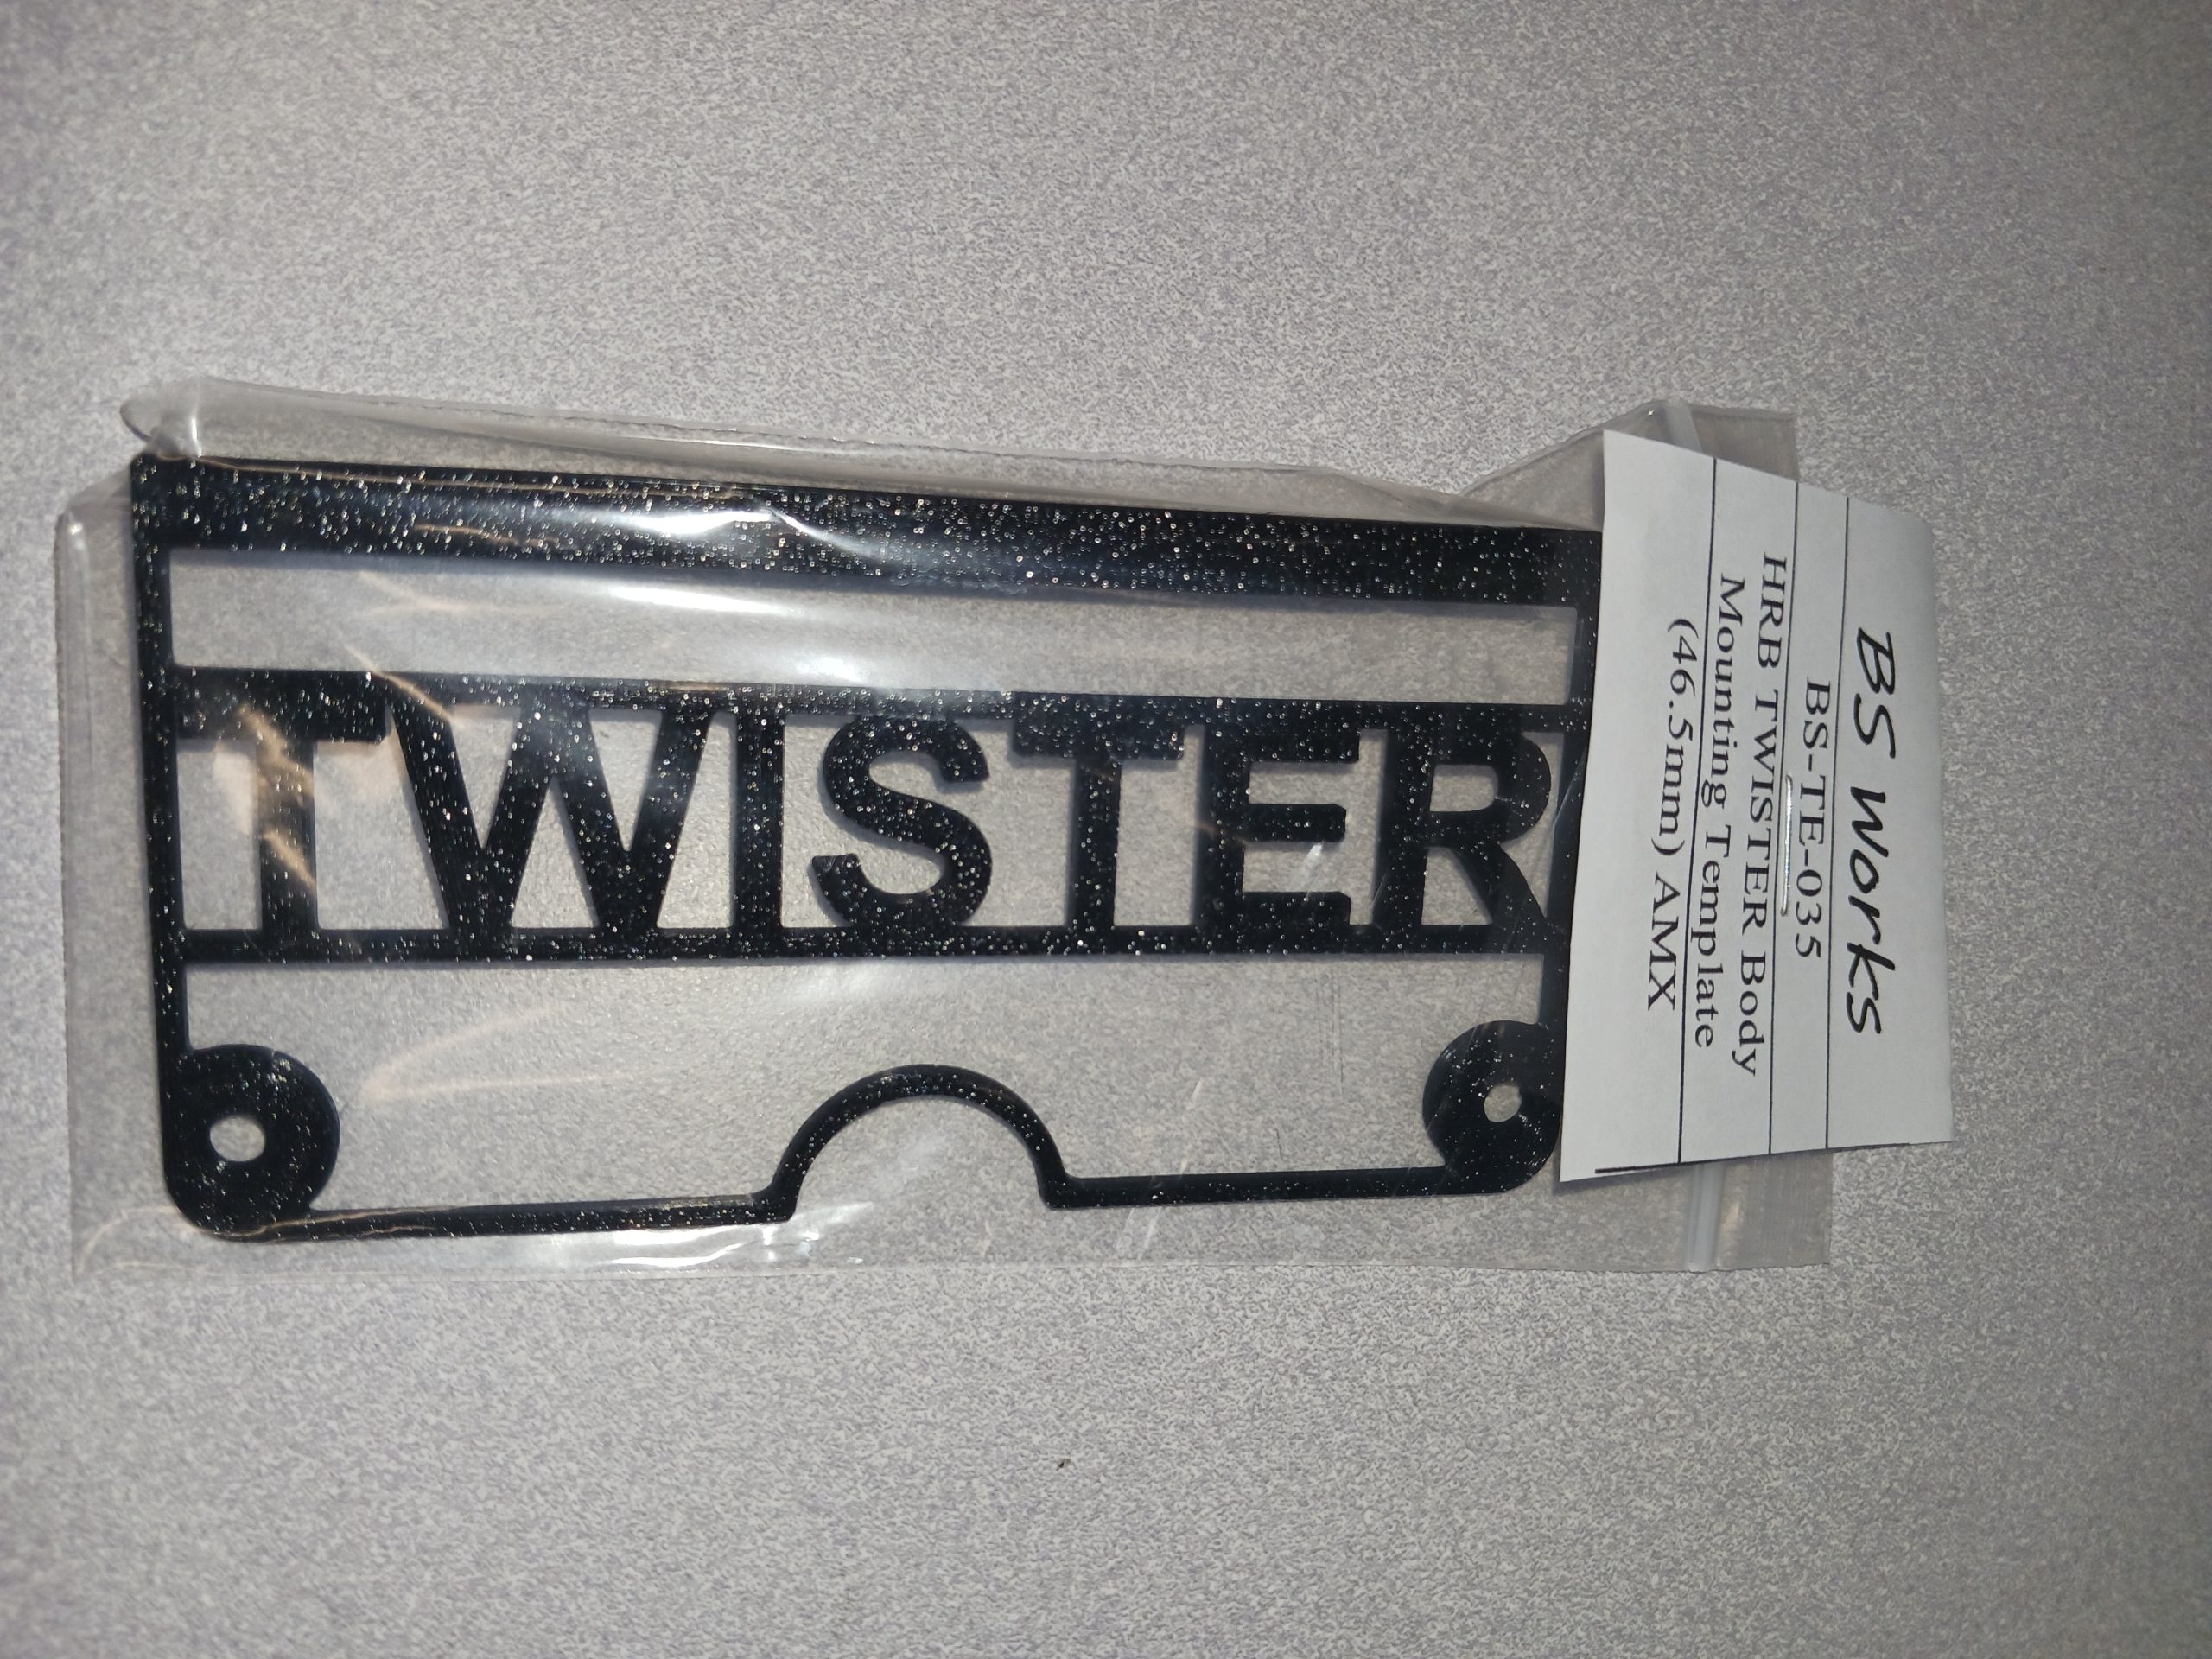 TWISTER
BS Works
BS-TE-035
HRB TWISTER Body
Mounting Template
(46.5mm) AMX